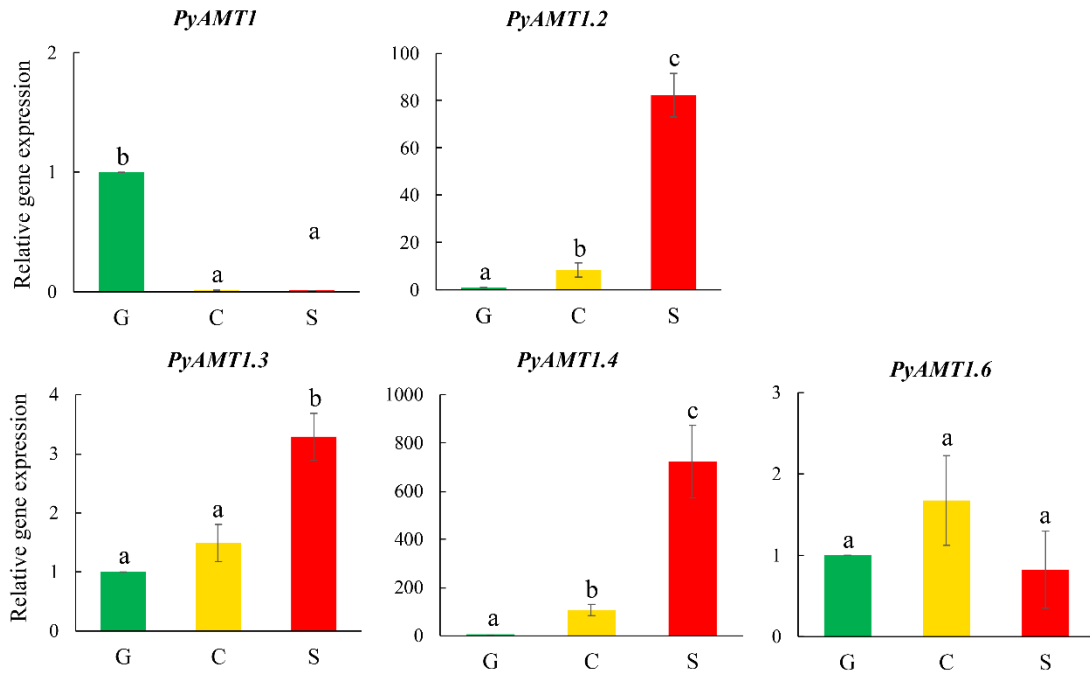 PyAMT1
Relative gene expression
2
1
0
b
a
a
G C S
PyAMT1.2
100
80
60
40
20
0
a
b
c
G C S
PyAMT1.3
Relative gene expression
4
3
2
1
0
a
a
b
G C S
PyAMT1.4
1000
800
600
400
200
0
a
b
c
G C S
PyAMT1.6
3
2
1
0
a
a
a
G C S